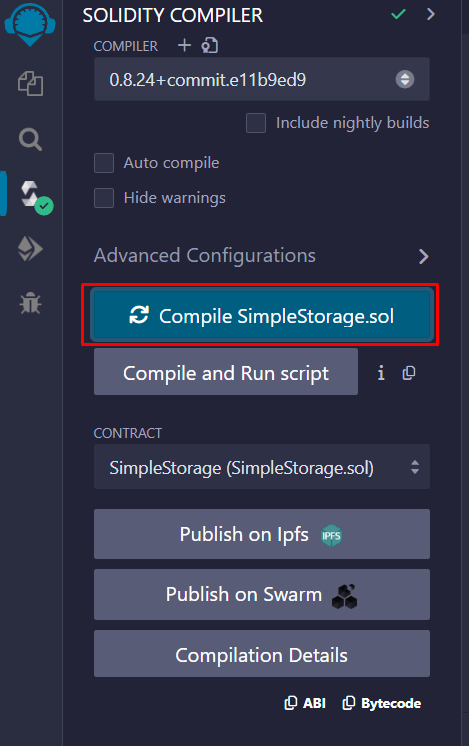 SOLIDITY COMPILER
COMPILER
0.8.24+commit.e11b9ed9
Include nightly builds
Auto compile
Hide warnings
Advanced Configurations
Compile SimpleStorage.sol
Compile and Run script
CONTRACT
SimpleStorage (SimpleStorage.sol)
Publish on Ipfs IPFS
Publish on Swarm
Compilation Details
ABI Bytecode